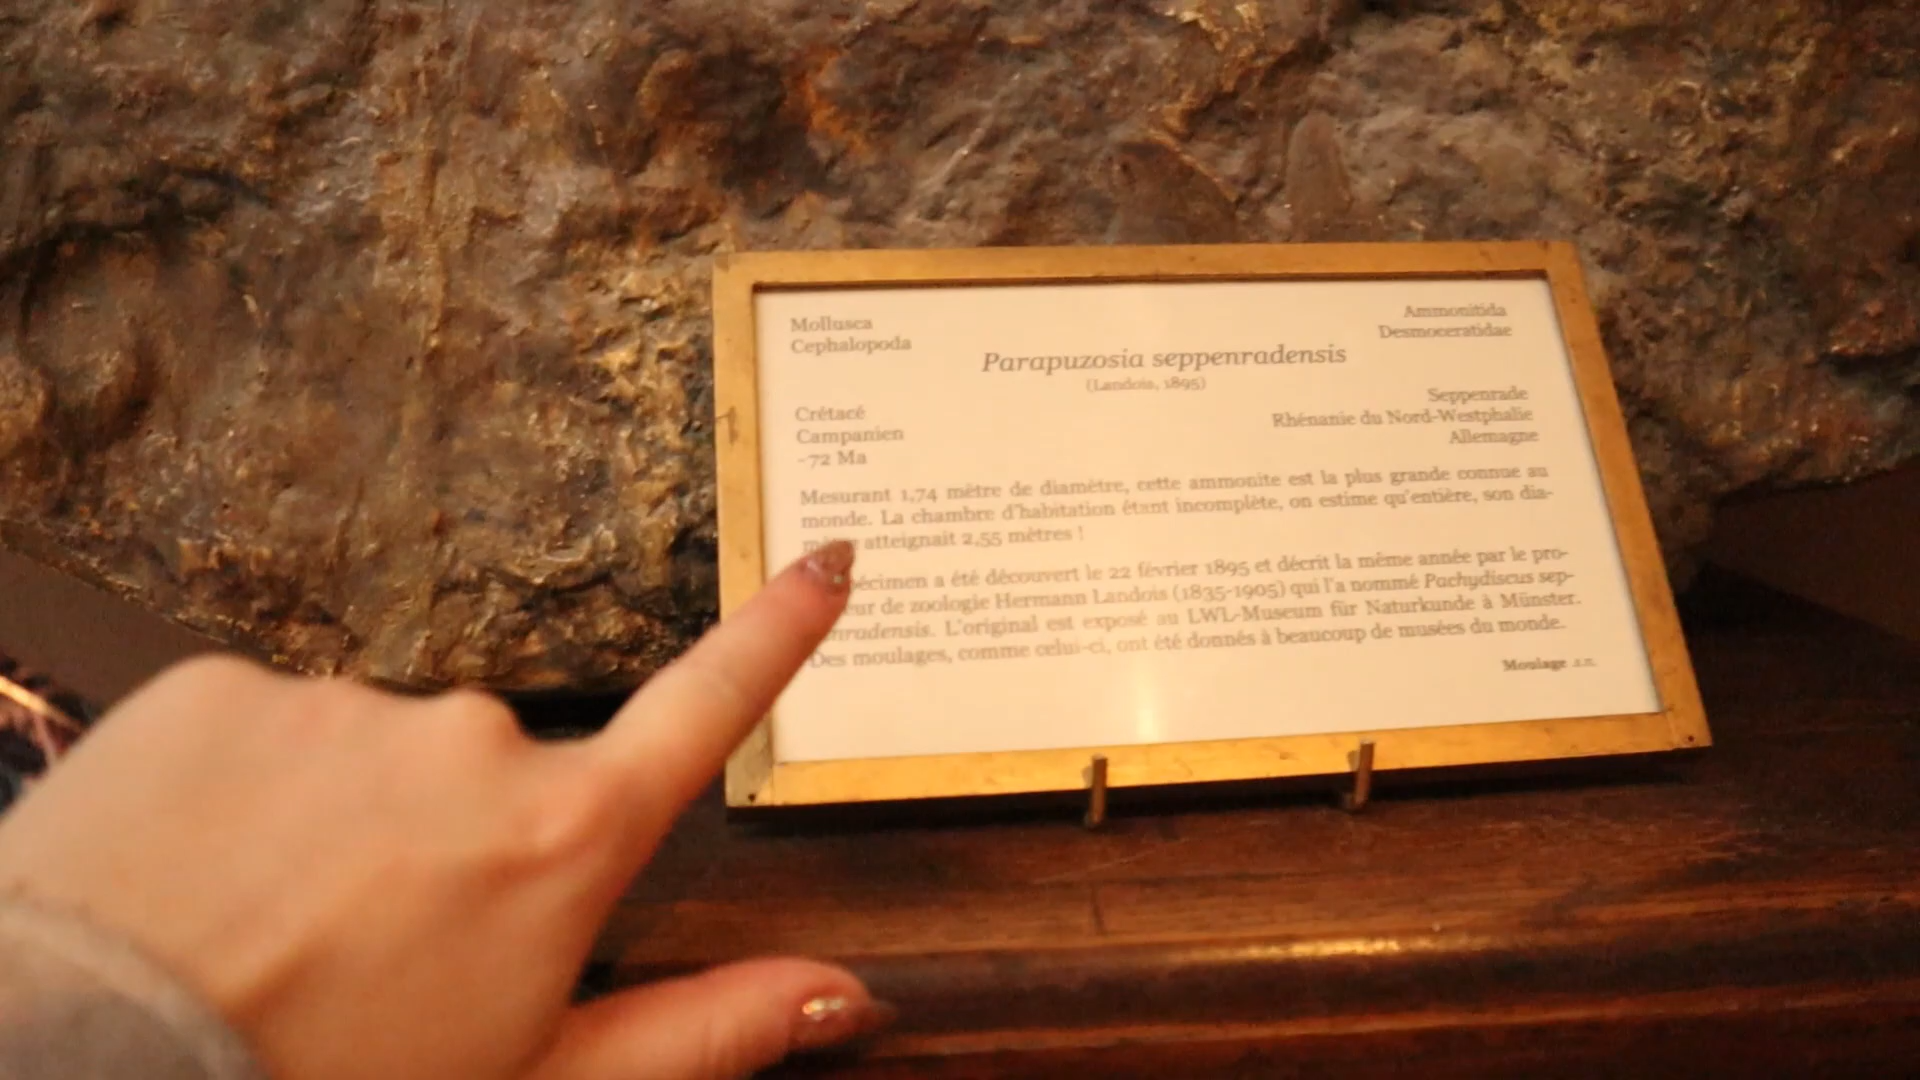 Mollusca
Cephalopoda
Ammonitida
Desmoceratidae
Parapuzosia seppenradensis
(Landois, 1895)
Crétacé
Campanien
~72 Ma
Seppenrade
Rhénanie du Nord-Westphalie
Allemagne
Mesurant 1,74 mètre de diamètre, cette ammonite est la plus grande connue au
monde. La chambre d'habitation étant incomplète, on estime qu'entière, son dia-
atteignait 2,55 mètres !
a été découvert le 22 février 1895 et décrit la même année par le pro-
de zoologie Hermann Landois (1835-1905) qui l'a nommé Pachydiscus sep-
L'original est exposé au LWL-Museum für Naturkunde à Münster.
Des moulages, comme celui-ci, ont été donnés à beaucoup de musées du monde.
Moulage